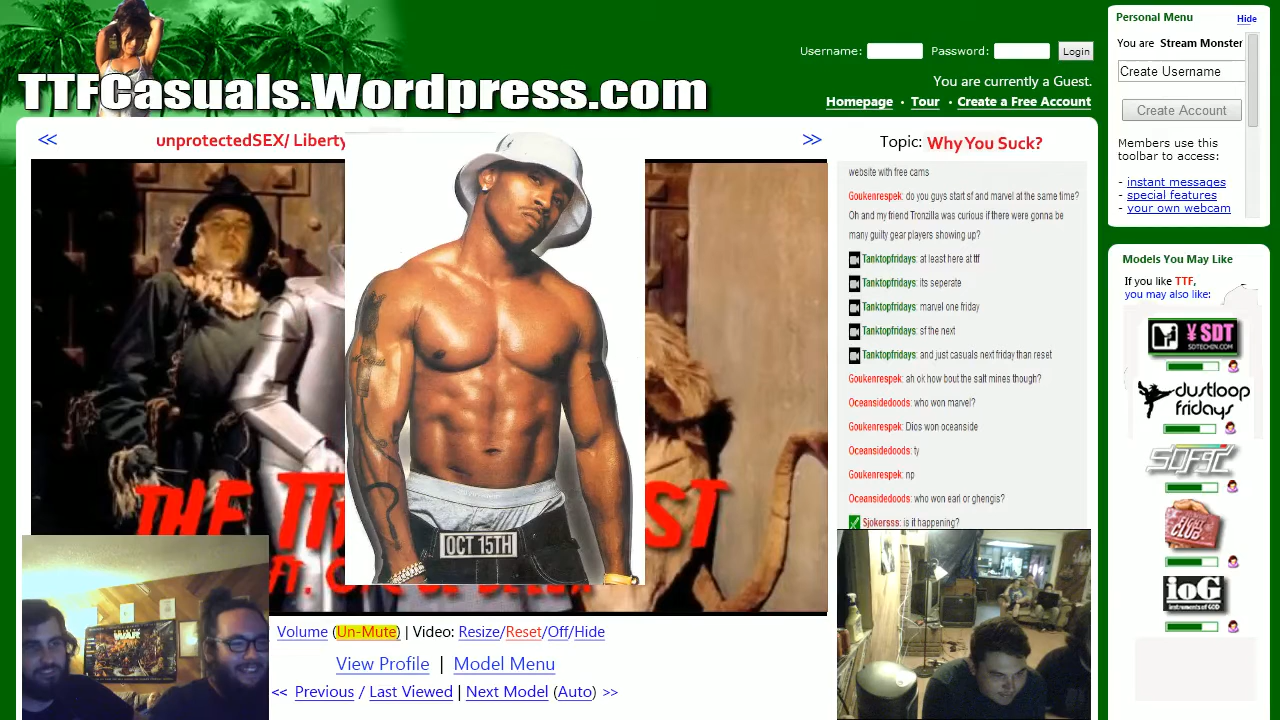 TTFCasuals.Wordpress.com
Username:
Password:
Login
You are currently a Guest.
Homepage • Tour • Create a Free Account
<<
unprotectedSEX/ Liberty
>>
THE TT
ST
FT.
OCT 15TH
WAR
Volume (Un-Mute) | Video: Resize/Reset/Off/Hide
View Profile | Model Menu
<< Previous / Last Viewed | Next Model (Auto) >>
Topic: Why You Suck?
website with free cams
Goukenrespek: do you guys start sf and marvel at the same time?
Oh and my friend Tronzilla was curious if there were gonna be
many guilty gear players showing up?
Tanktopfridays: at least here at ttf
Tanktopfridays: its seperate
Tanktopfridays: marvel one friday
Tanktopfridays: sf the next
Tanktopfridays: and just casuals next friday than reset
Goukenrespek: ah ok how bout the salt mines though?
Oceansidedoods: who won marvel?
Goukenrespek: Dios won oceanside
Oceansidedoods: ty
Goukenrespek: np
Oceansidedoods: who won earl or ghengis?
Sjokersss: is it happening?
Personal Menu
Hide
You are Stream Monster
Create Username
Create Account
Members use this
toolbar to access:
- instant messages
- special features
- your own webcam
Models You May Like
If you like TTF,
you may also like:
¥ SDT
SDTECHIN.COM
dustloop
fridays
FIGHT
CLUB
ioG
instruments of GOD